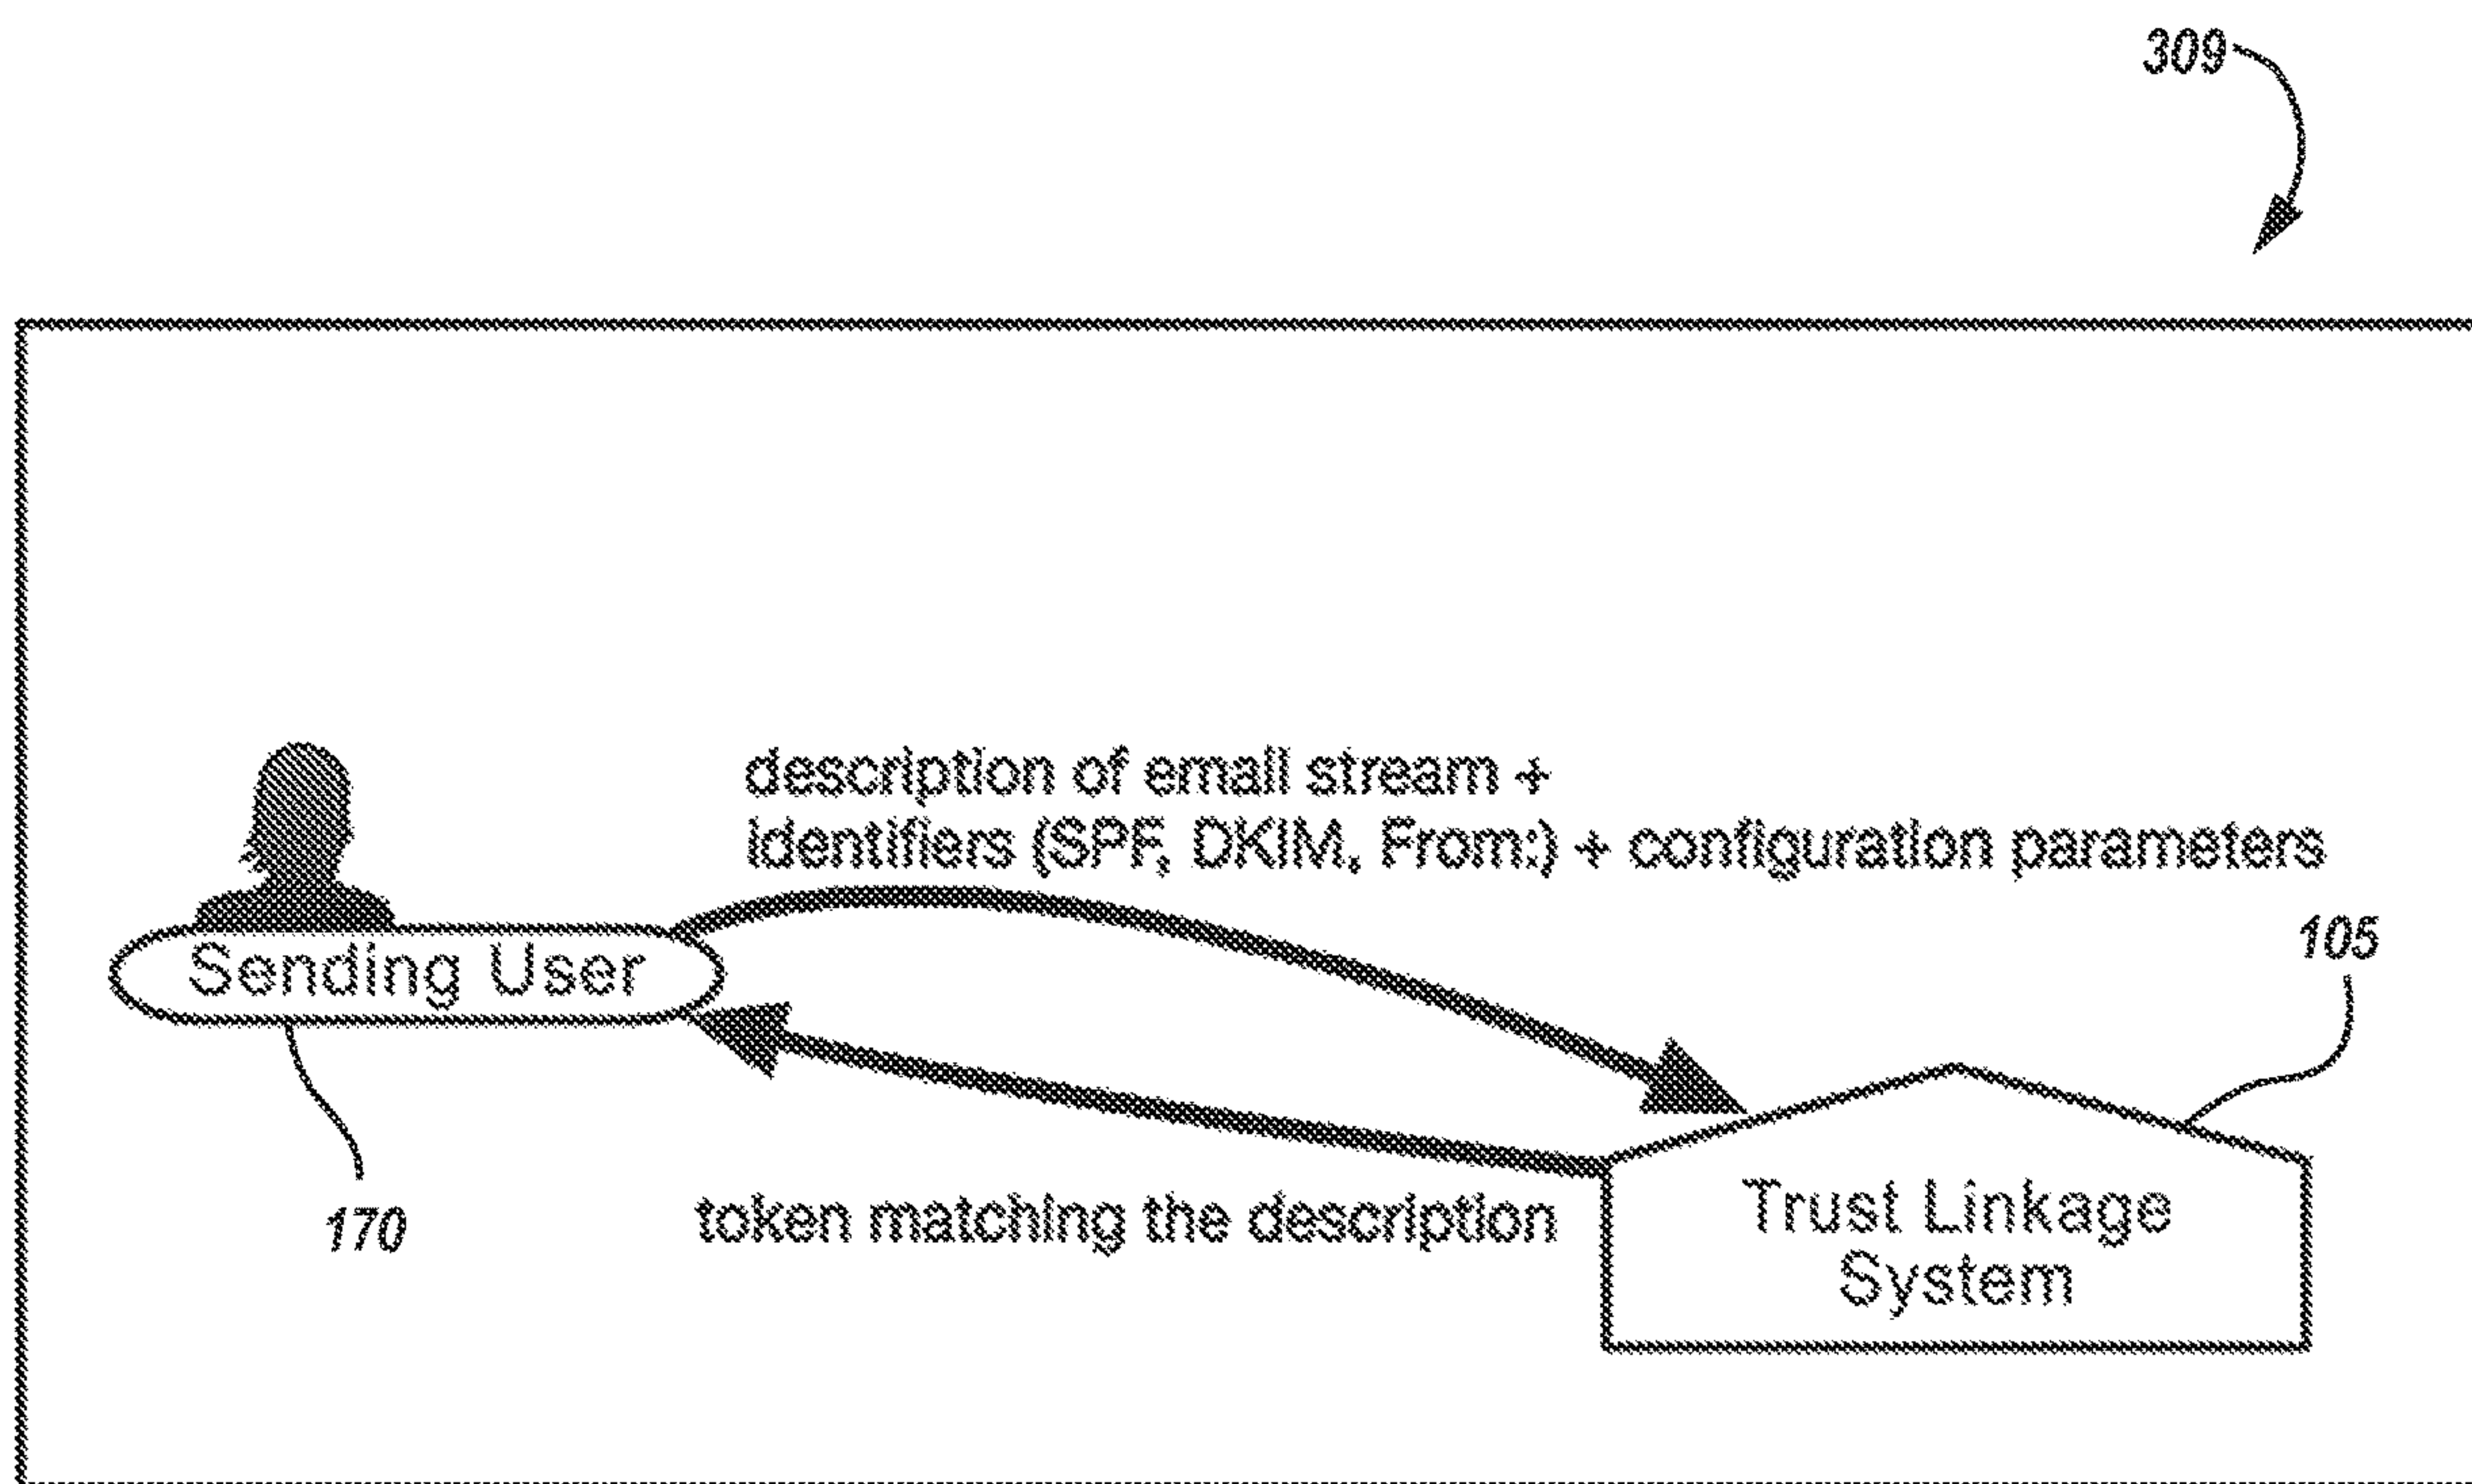 309
description of email stream +
identifiers (SPF, DKIM, From:) + configuration parameters
105
Sending User
170
token matching the description
Trust Linkage
System